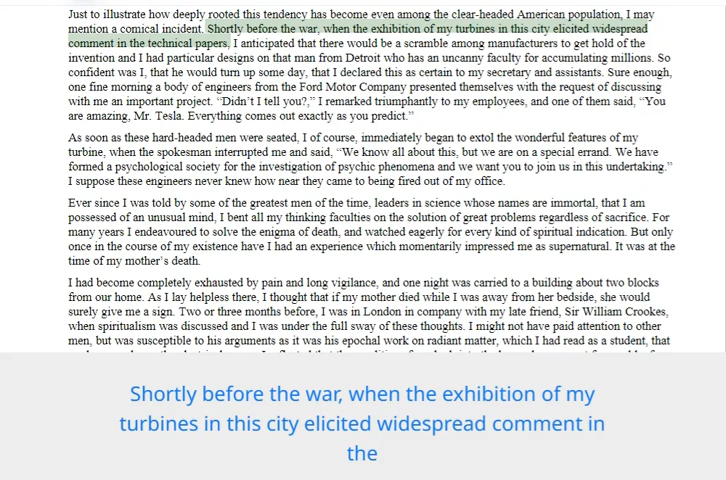 Just to illustrate how deeply rooted this tendency has become even among the clear-headed American population, I may
mention a comical incident. Shortly before the war, when the exhibition of my turbines in this city elicited widespread
comment in the technical papers, I anticipated that there would be a scramble among manufacturers to get hold of the
invention and I had particular designs on that man from Detroit who has an uncanny faculty for accumulating millions. So
confident was I, that he would turn up some day, that I declared this as certain to my secretary and assistants. Sure enough,
one fine morning a body of engineers from the Ford Motor Company presented themselves with the request of discussing
with me an important project. “Didn’t I tell you?,” I remarked triumphantly to my employees, and one of them said, “You
are amazing, Mr. Tesla. Everything comes out exactly as you predict.”
As soon as these hard-headed men were seated, I of course, immediately began to extol the wonderful features of my
turbine, when the spokesman interrupted me and said, “We know all about this, but we are on a special errand. We have
formed a psychological society for the investigation of psychic phenomena and we want you to join us in this undertaking.”
I suppose these engineers never knew how near they came to being fired out of my office.
Ever since I was told by some of the greatest men of the time, leaders in science whose names are immortal, that I am
possessed of an unusual mind, I bent all my thinking faculties on the solution of great problems regardless of sacrifice. For
many years I endeavoured to solve the enigma of death, and watched eagerly for every kind of spiritual indication. But only
once in the course of my existence have I had an experience which momentarily impressed me as supernatural. It was at the
time of my mother’s death.
I had become completely exhausted by pain and long vigilance, and one night was carried to a building about two blocks
from our home. As I lay helpless there, I thought that if my mother died while I was away from her bedside, she would
surely give me a sign. Two or three months before, I was in London in company with my late friend, Sir William Crookes,
when spiritualism was discussed and I was under the full sway of these thoughts. I might not have paid attention to other
men, but was susceptible to his arguments as it was his epochal work on radiant matter, which I had read as a student, that
Shortly before the war, when the exhibition of my
turbines in this city elicited widespread comment in
the